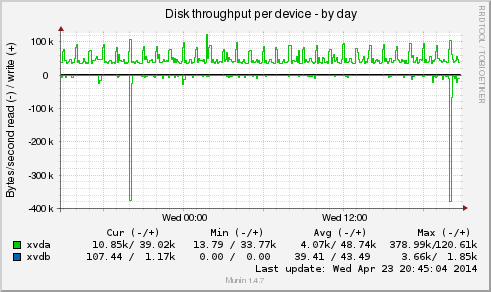 Disk throughput per device - by day
RRDTOOL / TOBI OETIKER
Bytes/second read (-) / write (+)
100 k
0
-100 k
-200 k
-300 k
-400 k
Wed 00:00 Wed 12:00
Cur (-/+) Min (-/+) Avg (-/+) Max (-/+)
xvda 10.85k/ 39.02k 13.79 / 33.77k 4.07k/ 48.74k 378.99k/120.61k
xvdb 107.44 / 1.17k 0.00 / 0.00 39.41 / 43.49 3.66k/ 1.85k
Last update: Wed Apr 23 20:45:04 2014
Munin 1.4.7